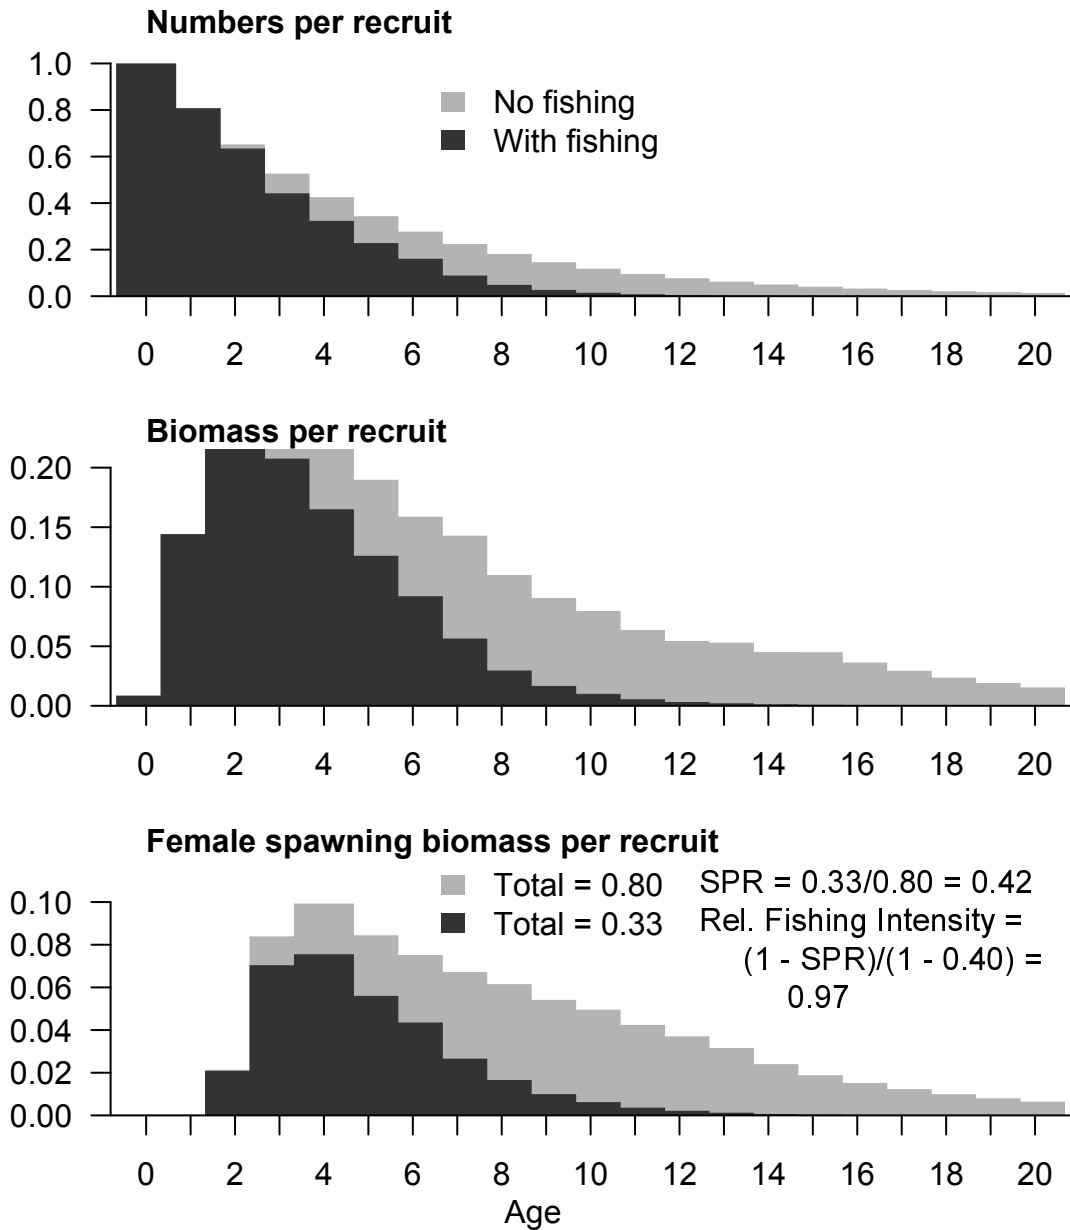 Numbers per recruit
1.0
0.8
0.6
0.4
0.2
0.0
No fishing
With fishing
0 2 4 6 8 10 12 14 16 18 20
Biomass per recruit
0.20
0.15
0.10
0.05
0.00
0 2 4 6 8 10 12 14 16 18 20
Female spawning biomass per recruit
0.10
0.08
0.06
0.04
0.02
0.00
Total = 0.80
Total = 0.33
SPR = 0.33/0.80 = 0.42
Rel. Fishing Intensity =
(1 - SPR)/(1 - 0.40) =
0.97
0 2 4 6 8 10 12 14 16 18 20
Age